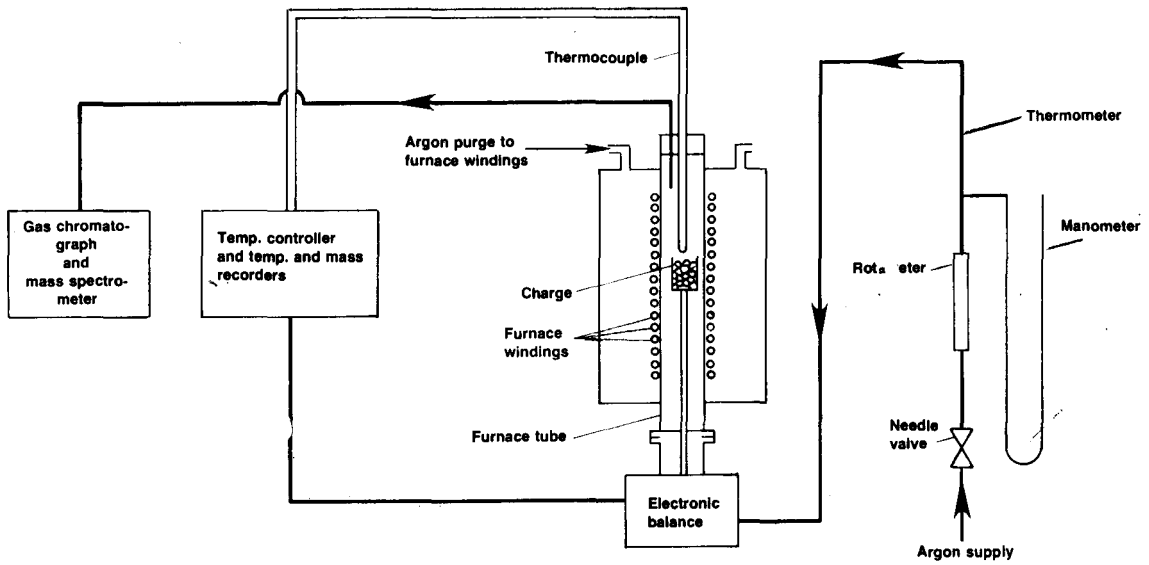 Thermocouple
Argon purge to
furnace windings
Thermometer
Gas chromato-
graph
and
mass spectro-
meter
Temp. controller
and temp. and mass
recorders
Manometer
Charge
Furnace
windings
Furnace tube
Needle
valve
Electronic
balance
Argon supply